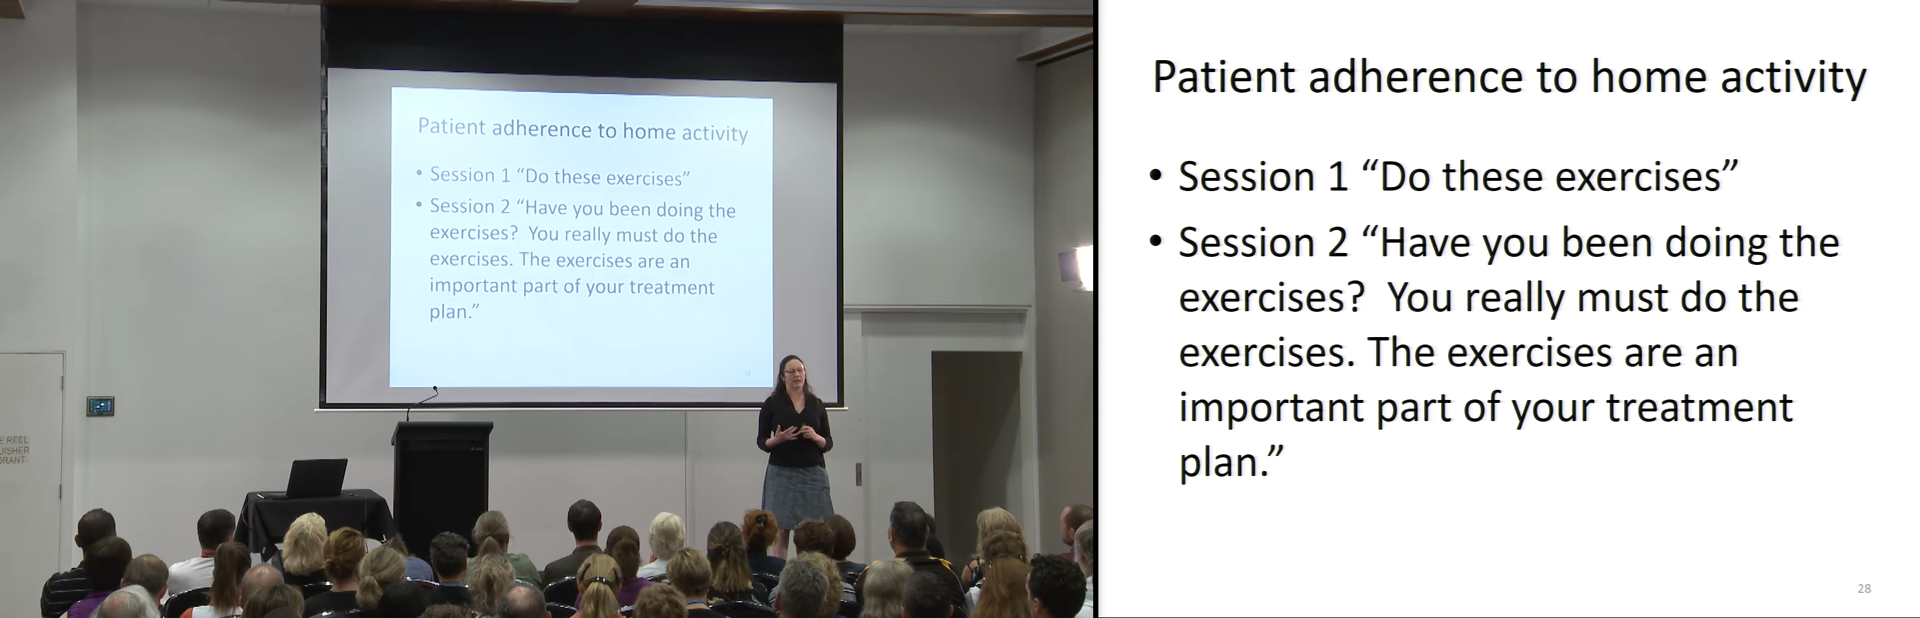 Patient adherence to home activity
• Session 1 “Do these exercises”
• Session 2 “Have you been doing the
exercises?  You really must do the
exercises. The exercises are an
important part of your treatment
plan.”
E REEL
UISHER
DRANT
Patient adherence to home activity
• Session 1 “Do these exercises”
• Session 2 “Have you been doing the
exercises?  You really must do the
exercises. The exercises are an
important part of your treatment
plan.”
28